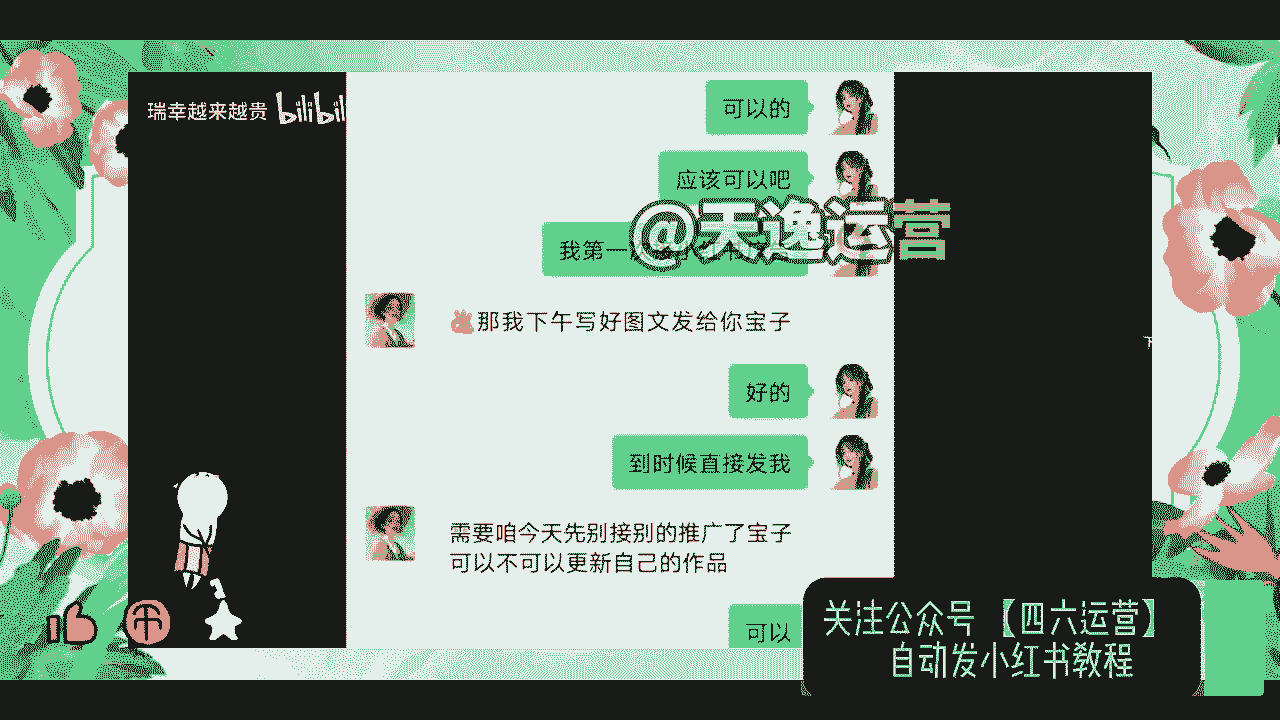 瑞幸越来越贵 bilibil
可以的
应该可以吧
@天逸运营
我第一
那我下午写好图文发给你宝子
好的
到时候直接发我
需要咱今天先别接别的推广了宝子
可以不可以更新自己的作品
可以
关注公众号【四六运营】
自动发小红书教程